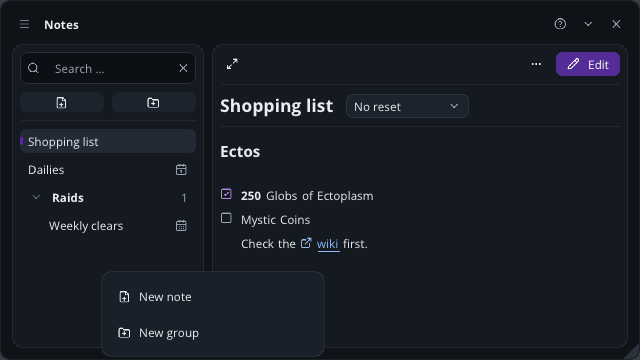 Notes
Search ...
Edit
Shopping list
No reset
Shopping list
Dailies
Raids 1
Weekly clears
Ectos
250 Globs of Ectoplasm
Mystic Coins
Check the wiki first.
New note
New group